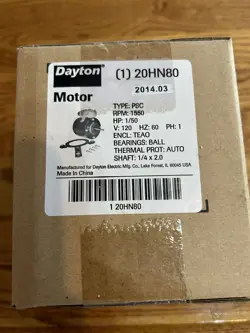 Dayton
(1) 20HN80
2014.03
Motor
TYPE: PSC
RPM: 1550
HP: 1/50
V: 120 HZ: 60 PH: 1
ENCL: TEAO
BEARINGS: BALL
THERMAL PROT: AUTO
SHAFT: 1/4 x 2.0
Manufactured for Dayton Electric Mfg. Co., Lake Forest, IL 60045 USA
Made In China
1 20HN80